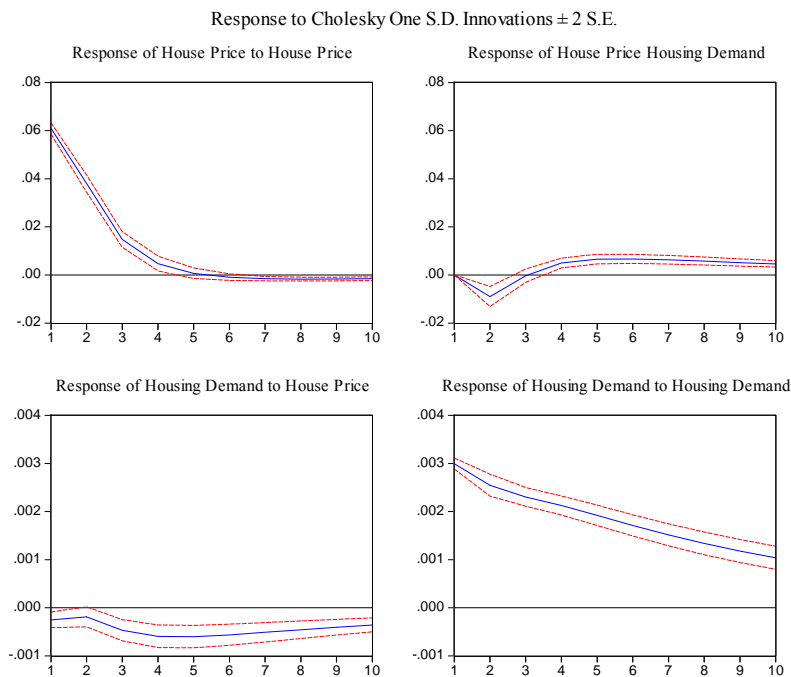 Response to Cholesky One S.D. Innovations ± 2 S.E.
Response of House Price to House Price
.08
.06
.04
.02
.00
-.02
1 2 3 4 5 6 7 8 9 10
Response of House Price Housing Demand
.08
.06
.04
.02
.00
-.02
1 2 3 4 5 6 7 8 9 10
Response of Housing Demand to House Price
.004
.003
.002
.001
.000
-.001
1 2 3 4 5 6 7 8 9 10
Response of Housing Demand to Housing Demand
.004
.003
.002
.001
.000
-.001
1 2 3 4 5 6 7 8 9 10